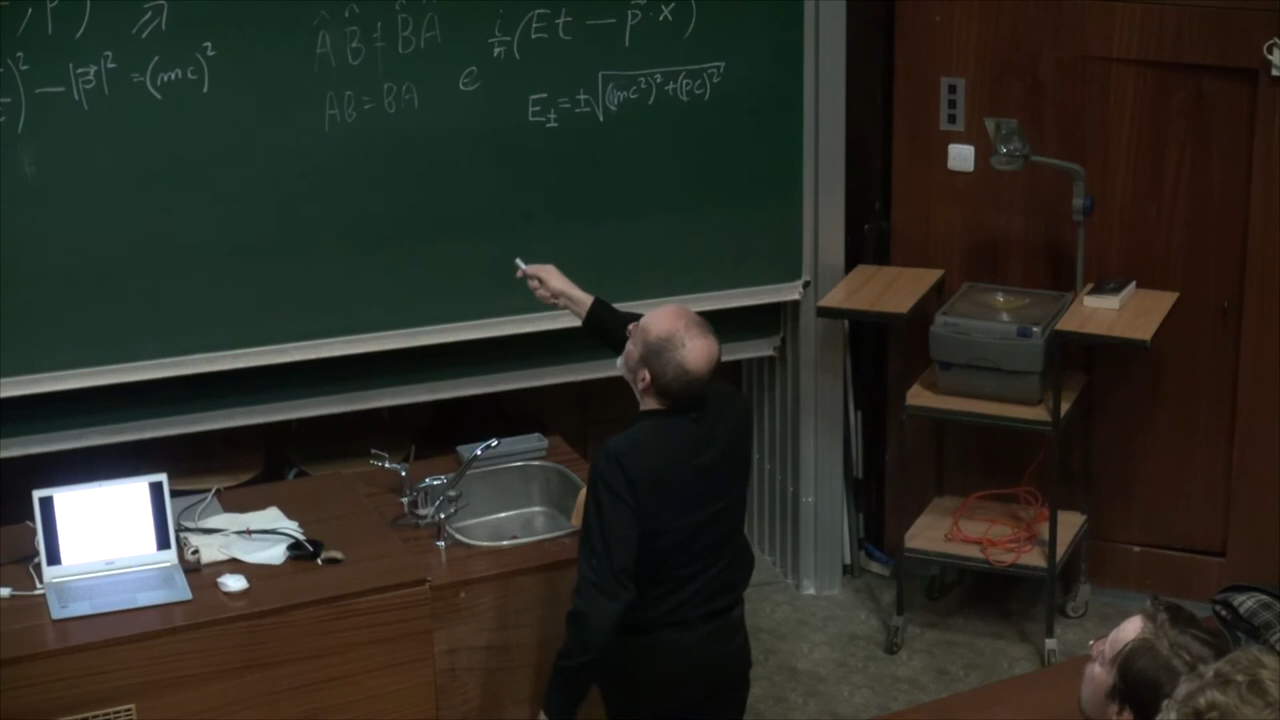 , p⃗) ⇗
)² − |p⃗|² = (mc)²
ÂB̂ ≠ B̂Â
AB = BA
e^{i/ħ(Et − p⃗·x)}
E± = ±√((mc²)² + (pc)²)